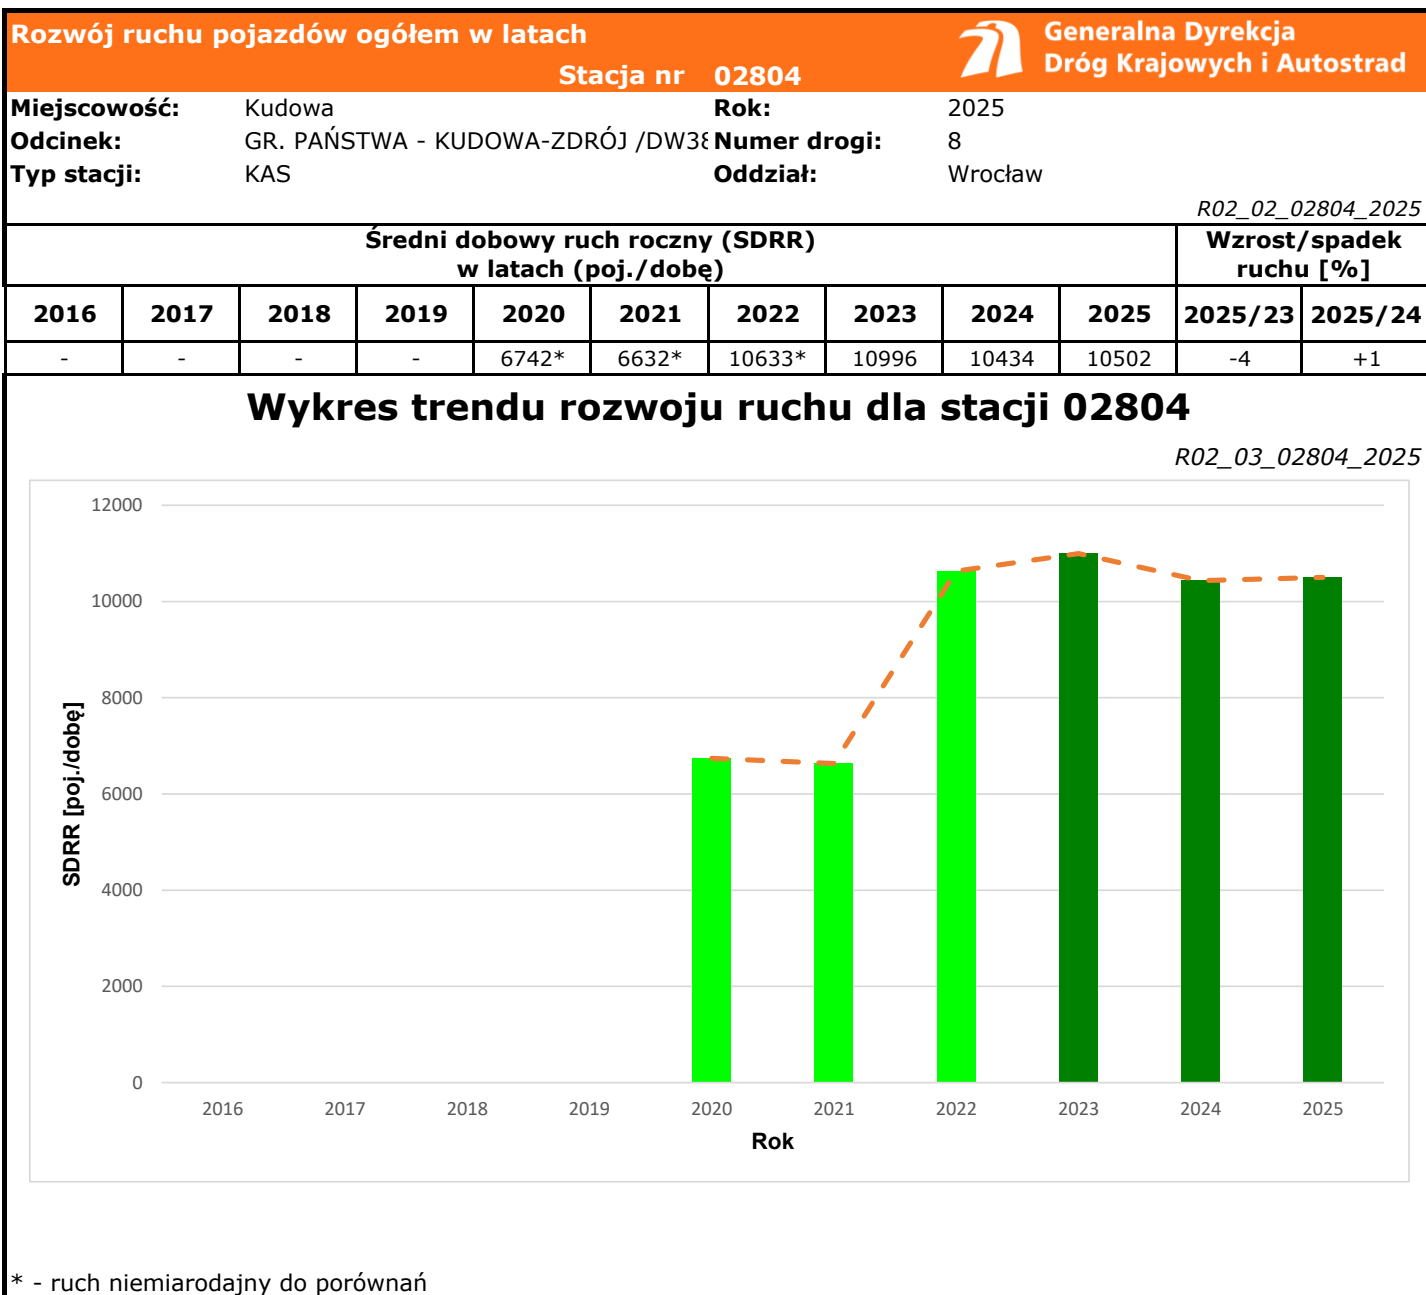 Rozwój ruchu pojazdów ogółem w latach
Stacja nr 02804
Generalna Dyrekcja
Dróg Krajowych i Autostrad
Miejscowość: Kudowa Rok: 2025
Odcinek: GR. PAŃSTWA - KUDOWA-ZDRÓJ /DW38 Numer drogi: 8
Typ stacji: KAS Oddział: Wrocław
R02_02_02804_2025
Średni dobowy ruch roczny (SDRR)
w latach (poj./dobę)
Wzrost/spadek
ruchu [%]
2016 2017 2018 2019 2020 2021 2022 2023 2024 2025 2025/23 2025/24
- - - - 6742* 6632* 10633* 10996 10434 10502 -4 +1
Wykres trendu rozwoju ruchu dla stacji 02804
R02_03_02804_2025
12000
10000
8000
6000
4000
2000
0
SDRR [poj./dobę]
2016 2017 2018 2019 2020 2021 2022 2023 2024 2025
Rok
* - ruch niemiarodajny do porównań